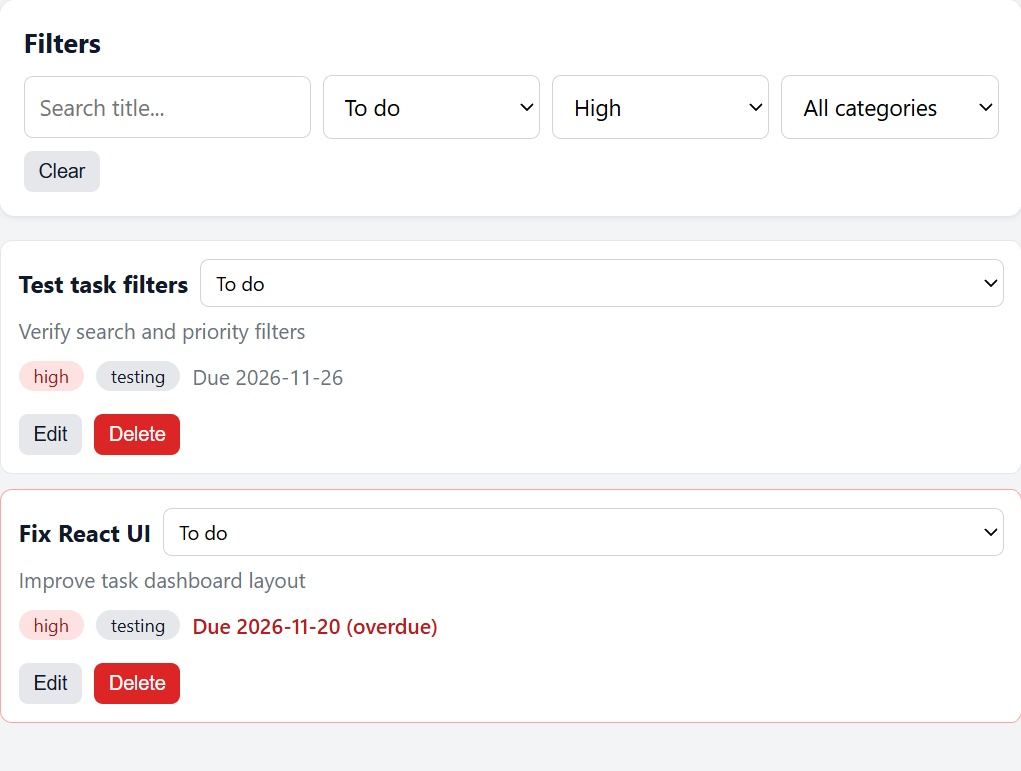 Filters
Search title... To do High All categories
Clear
Test task filters To do
Verify search and priority filters
high testing Due 2026-11-26
Edit Delete
Fix React UI To do
Improve task dashboard layout
high testing Due 2026-11-20 (overdue)
Edit Delete